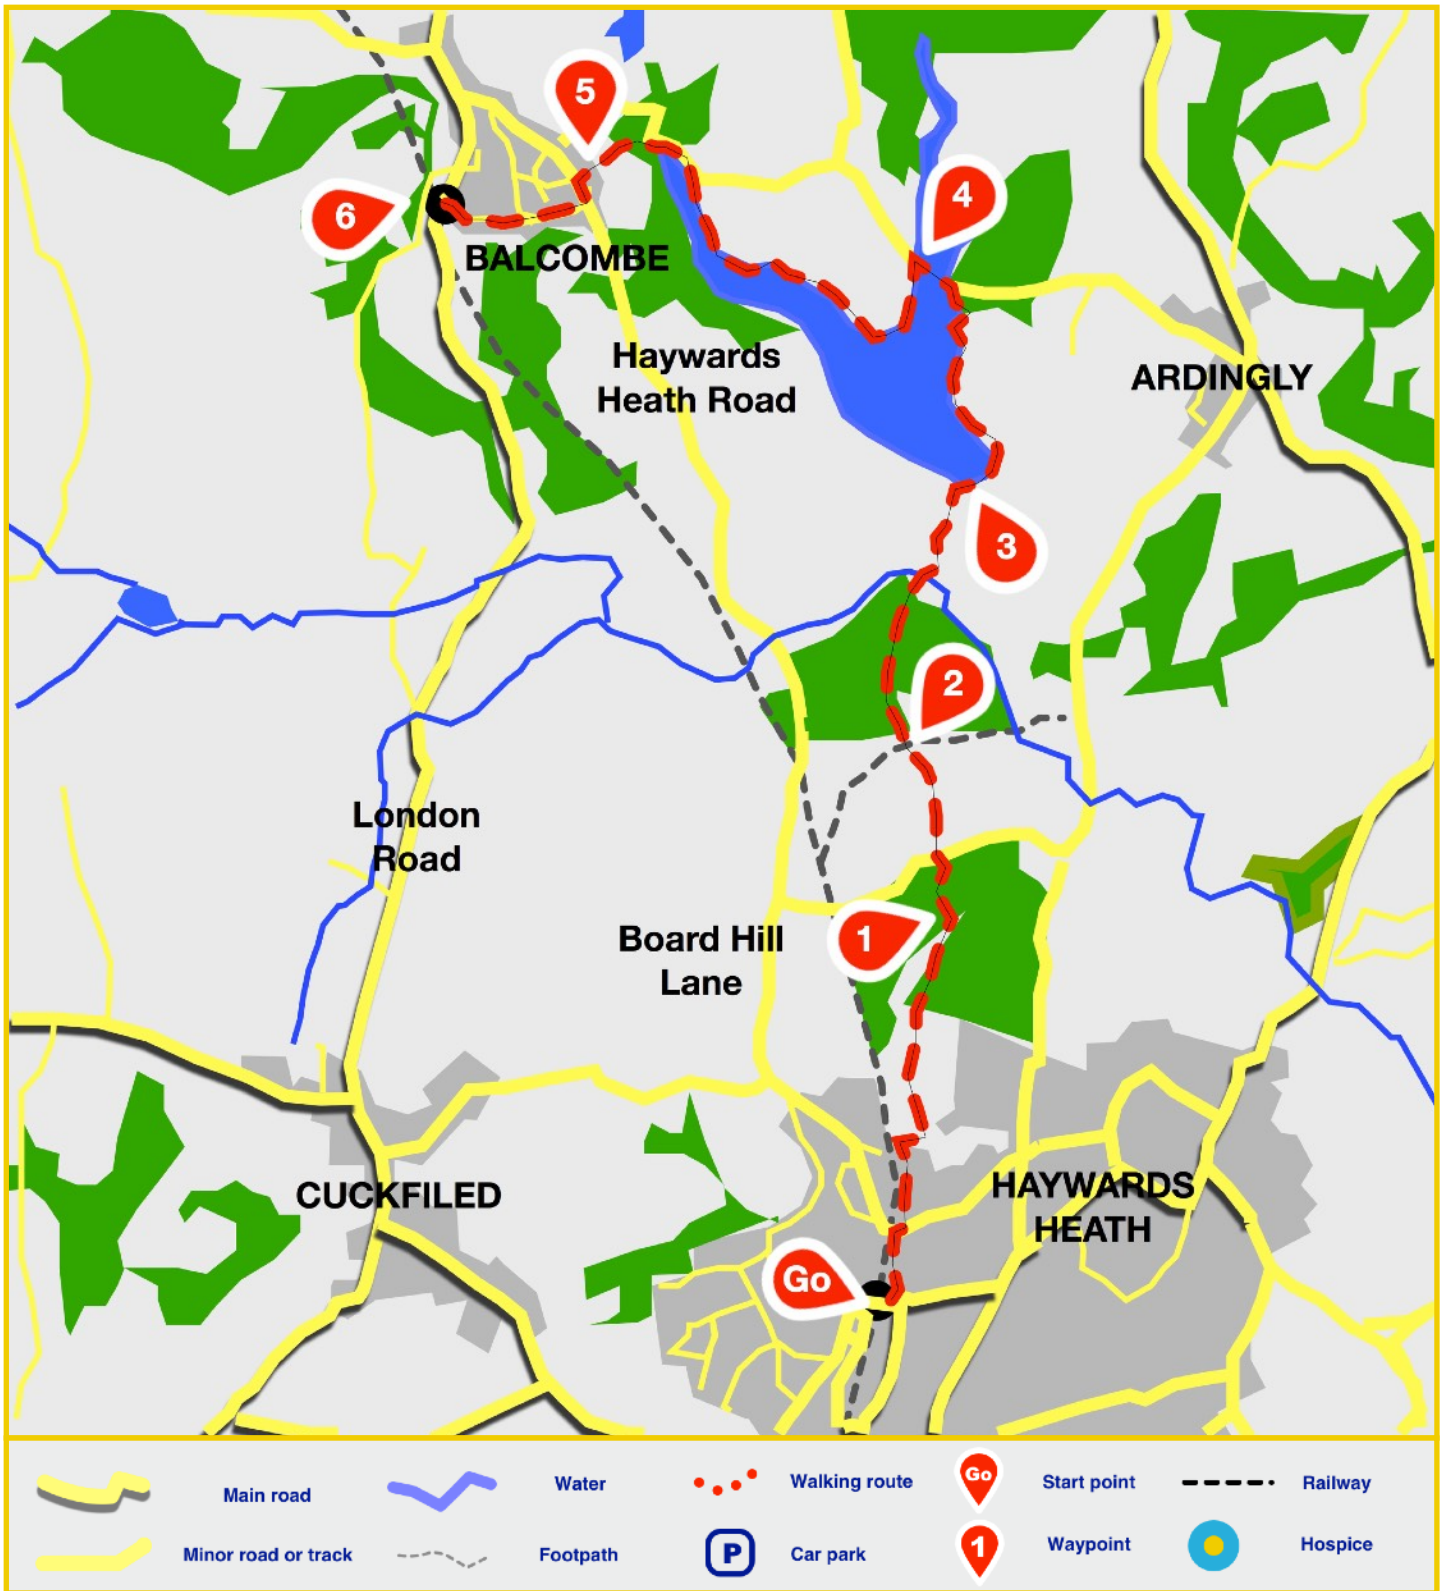 5
4
6
BALCOMBE
Haywards
Heath Road
ARDINGLY
3
2
London
Road
Board Hill
Lane
1
CUCKFILED
HAYWARDS
HEATH
Go
Main road
Water
Walking route
Go
Start point
Railway
Minor road or track
Footpath
P
Car park
1
Waypoint
Hospice